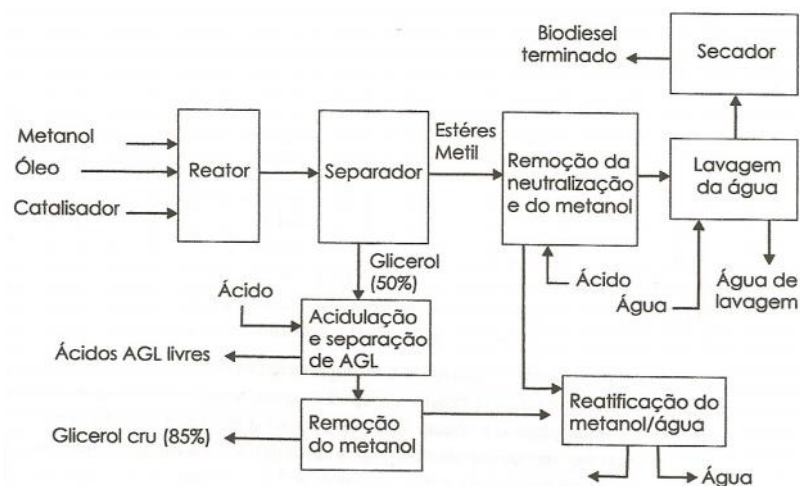 Biodiesel
terminado
Secador
Metanol
Óleo
Catalisador
Reator
Separador
Estéres
Metil
Remoção da
neutralização
e do metanol
Lavagem
da água
Glicerol
(50%)
Ácido
Ácido
Água
Água de
lavagem
Acidulação
e separação
de AGL
Ácidos AGL livres
Remoção
do metanol
Glicerol cru (85%)
Reatificação do
metanol/água
Água